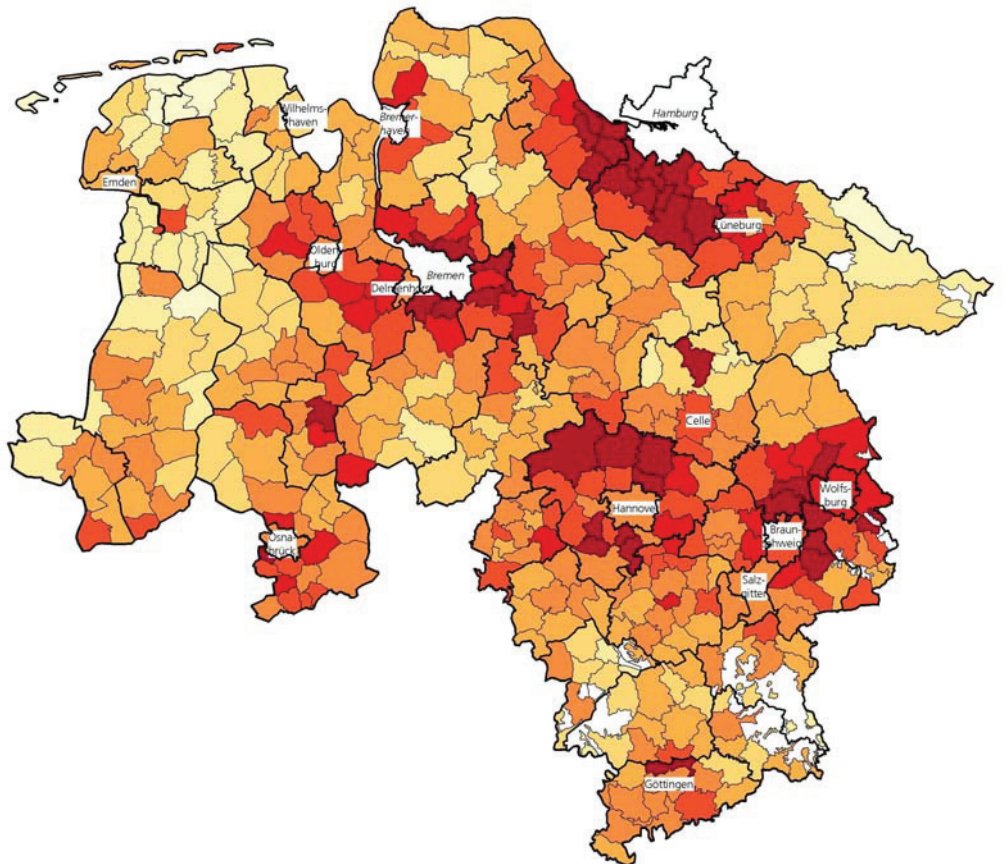 Hamburg
Wilhelms-
haven
Bremer-
haven
Emden
Lüneburg
Olden-
burg
Bremen
Delmenhorst
Celle
Wolfs-
burg
Hannover
Braun-
schweig
Osna-
brück
Salz-
gitter
Göttingen